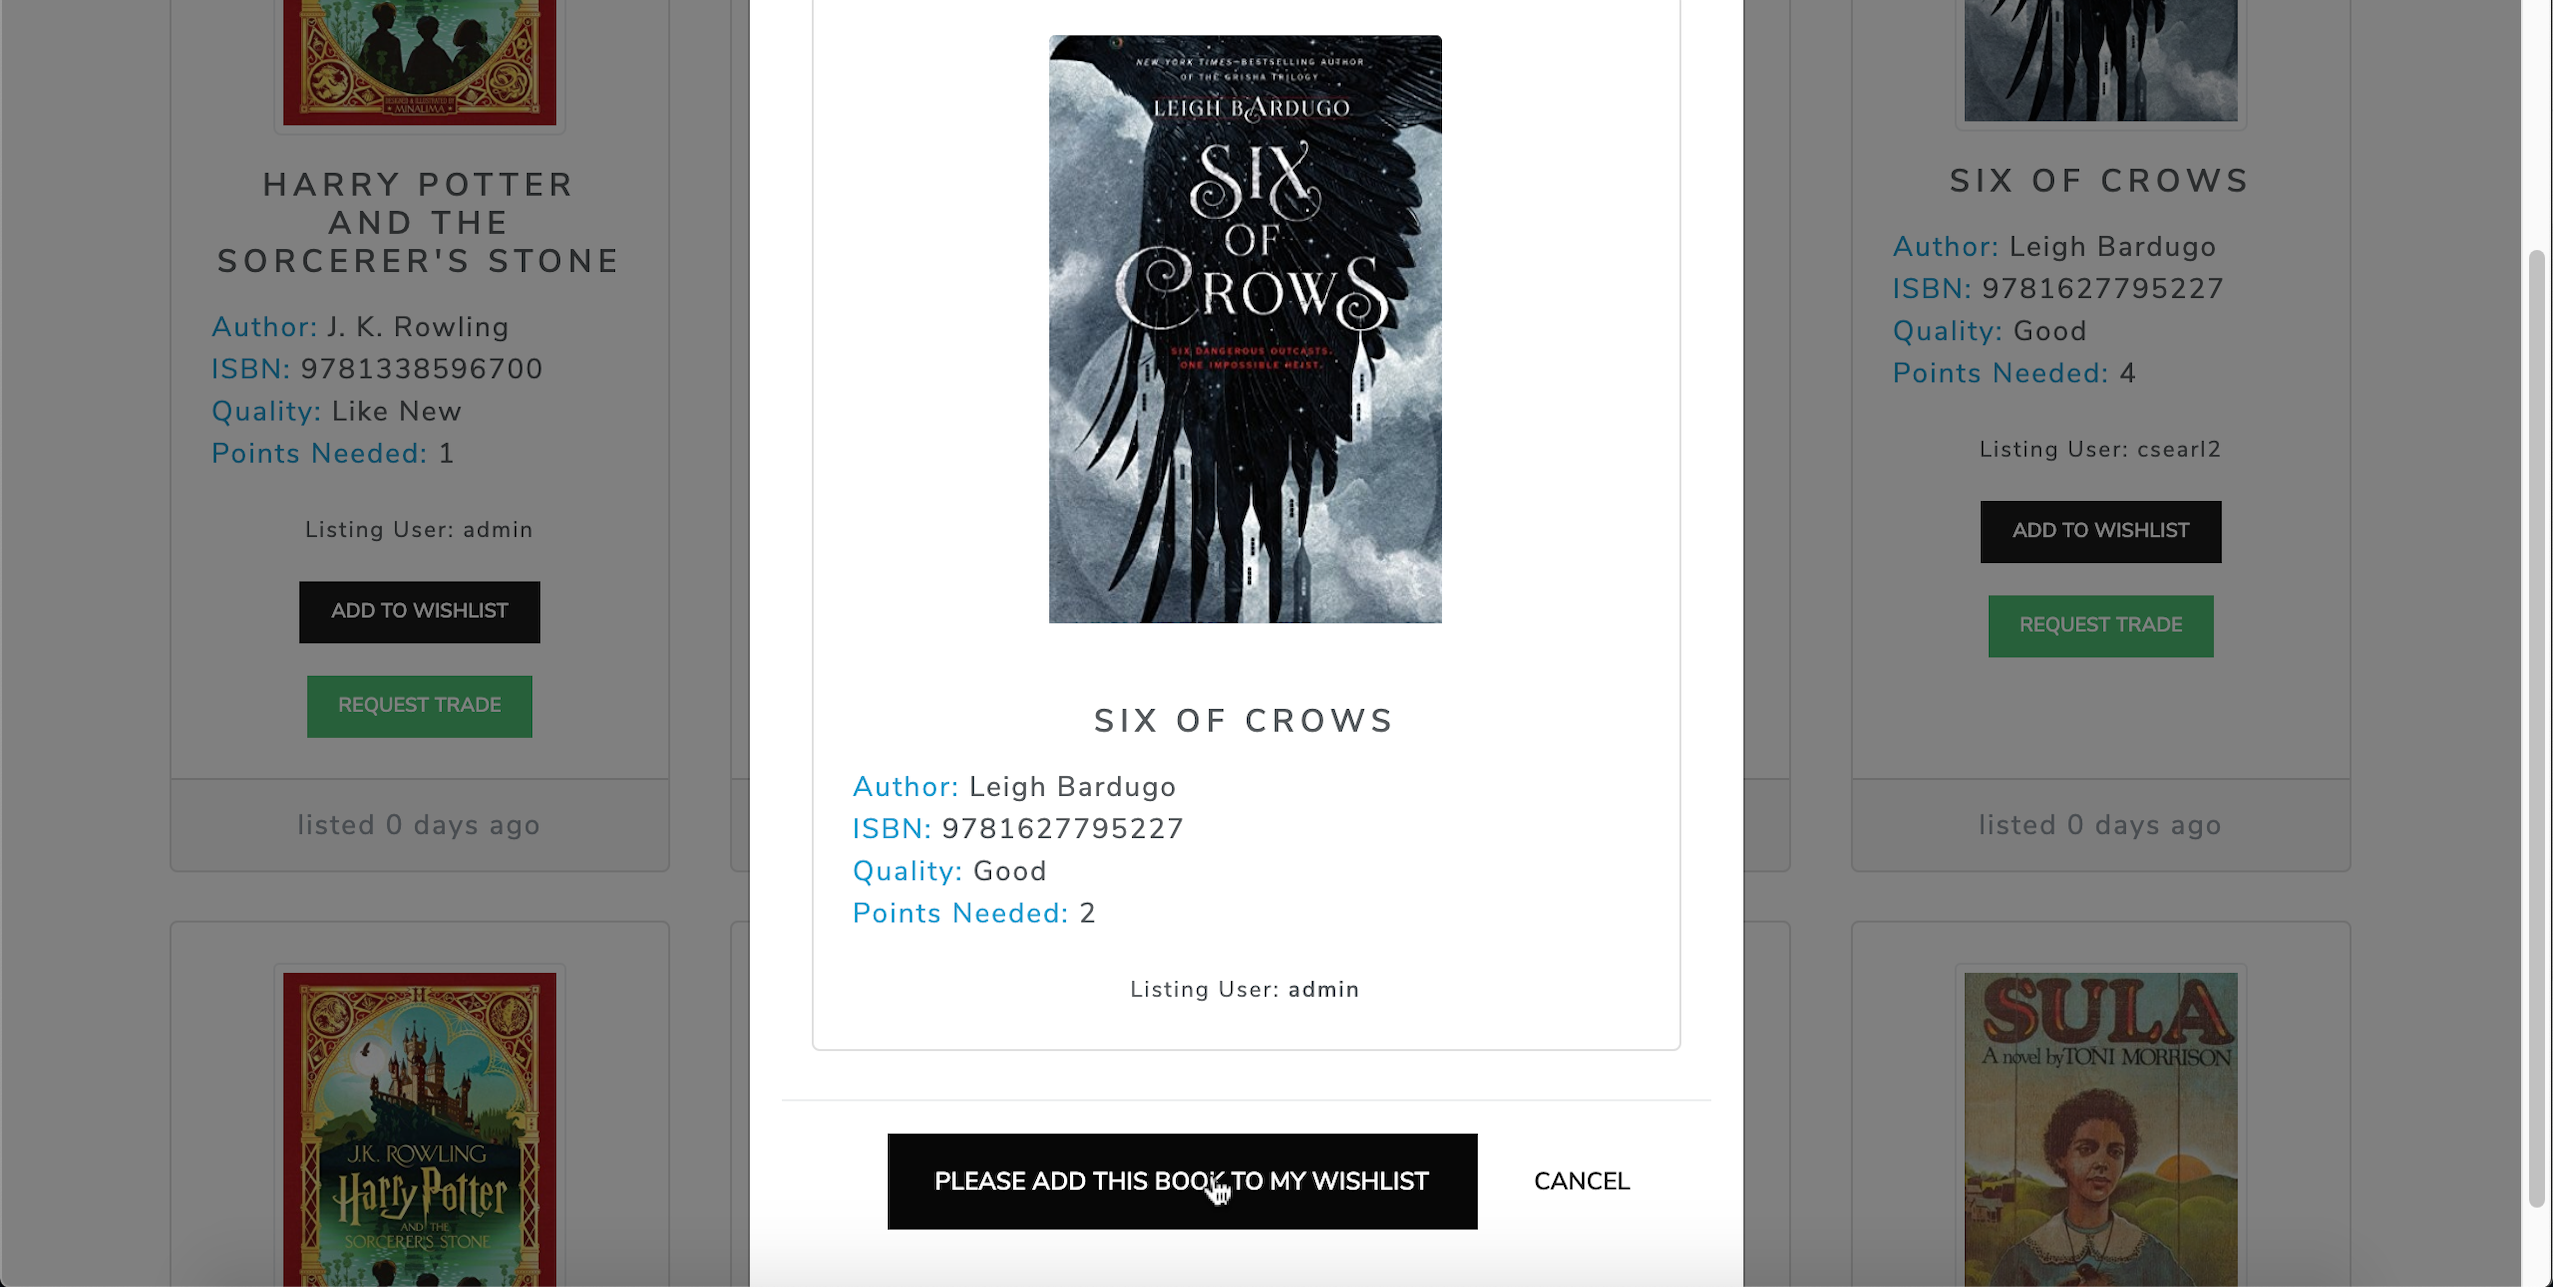 DESIGNED & ILLUSTRATED BY
MINALIMA
HARRY POTTER
AND THE
SORCERER'S STONE
Author: J. K. Rowling
ISBN: 9781338596700
Quality: Like New
Points Needed: 1
Listing User: admin
ADD TO WISHLIST
REQUEST TRADE
listed 0 days ago
J.K. ROWLING
Harry Potter
AND THE
SORCERER'S STONE
NEW YORK TIMES-BESTSELLING AUTHOR
OF THE GRISHA TRILOGY
LEIGH BARDUGO
SIX
OF
CROWS
SIX DANGEROUS OUTCASTS.
ONE IMPOSSIBLE HEIST.
SIX OF CROWS
Author: Leigh Bardugo
ISBN: 9781627795227
Quality: Good
Points Needed: 2
Listing User: admin
PLEASE ADD THIS BOOK TO MY WISHLIST
CANCEL
SIX OF CROWS
Author: Leigh Bardugo
ISBN: 9781627795227
Quality: Good
Points Needed: 4
Listing User: csearl2
ADD TO WISHLIST
REQUEST TRADE
listed 0 days ago
SULA
A novel by TONI MORRISON